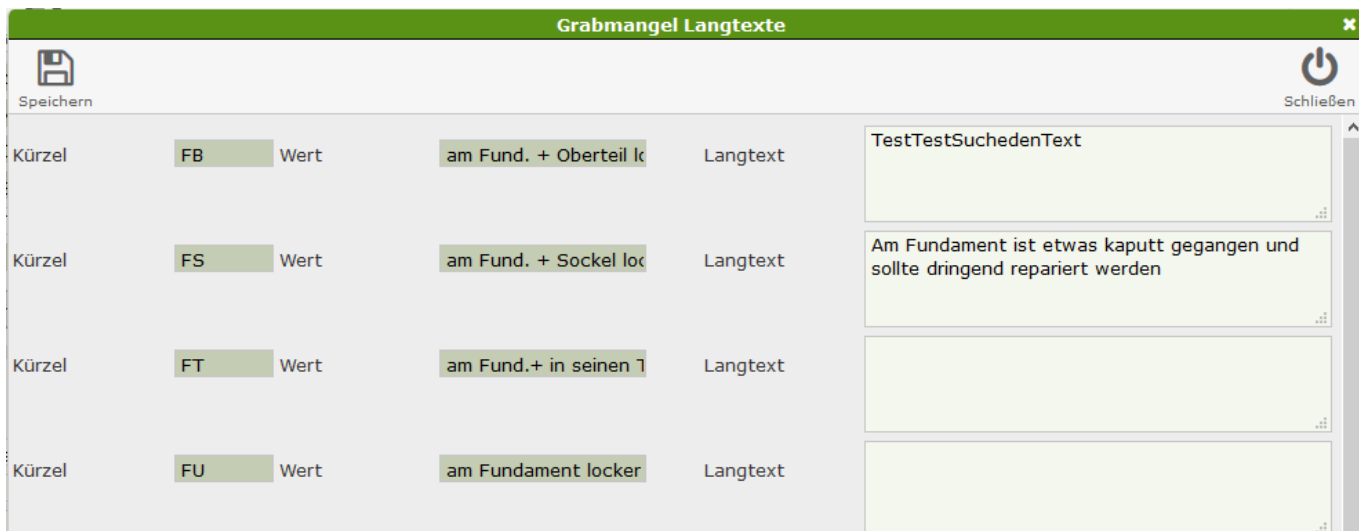 Grabmangel Langtexte
Speichern
Schließen
Kürzel FB Wert am Fund. + Oberteil Langtext TestTestSuchedenText
Kürzel FS Wert am Fund. + Sockel Langtext Am Fundament ist etwas kaputt gegangen und
sollte dringend repariert werden
Kürzel FT Wert am Fund.+ in seinen Langtext
Kürzel FU Wert am Fundament locker Langtext